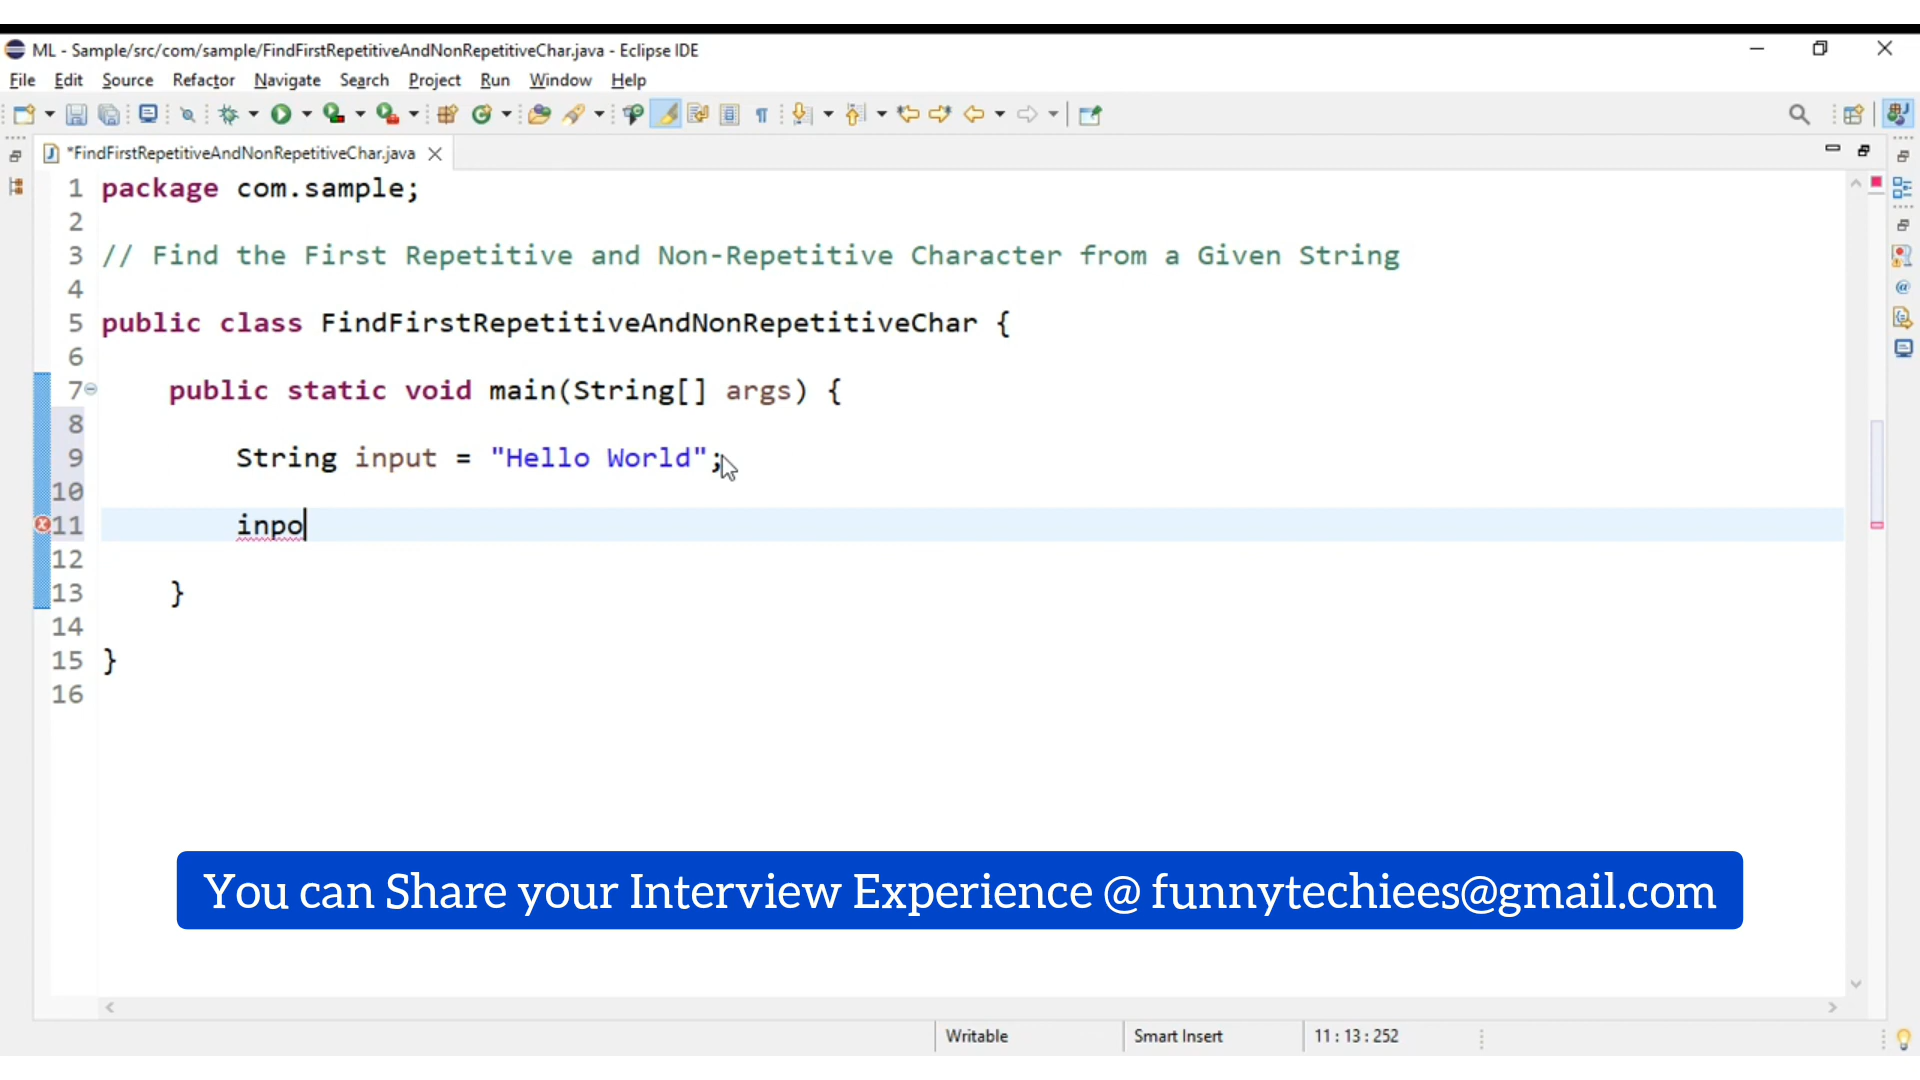 ML - Sample/src/com/sample/FindFirstRepetitiveAndNonRepetitiveChar.java - Eclipse IDE
File Edit Source Refactor Navigate Search Project Run Window Help
*FindFirstRepetitiveAndNonRepetitiveChar.java
1 package com.sample;
2
3 // Find the First Repetitive and Non-Repetitive Character from a Given String
4
5 public class FindFirstRepetitiveAndNonRepetitiveChar {
6
7 public static void main(String[] args) {
8
9 String input = "Hello World";
10
11 inpo
12
13 }
14
15 }
16
You can Share your Interview Experience @ funnytechiees@gmail.com
Writable Smart Insert 11 : 13 : 252